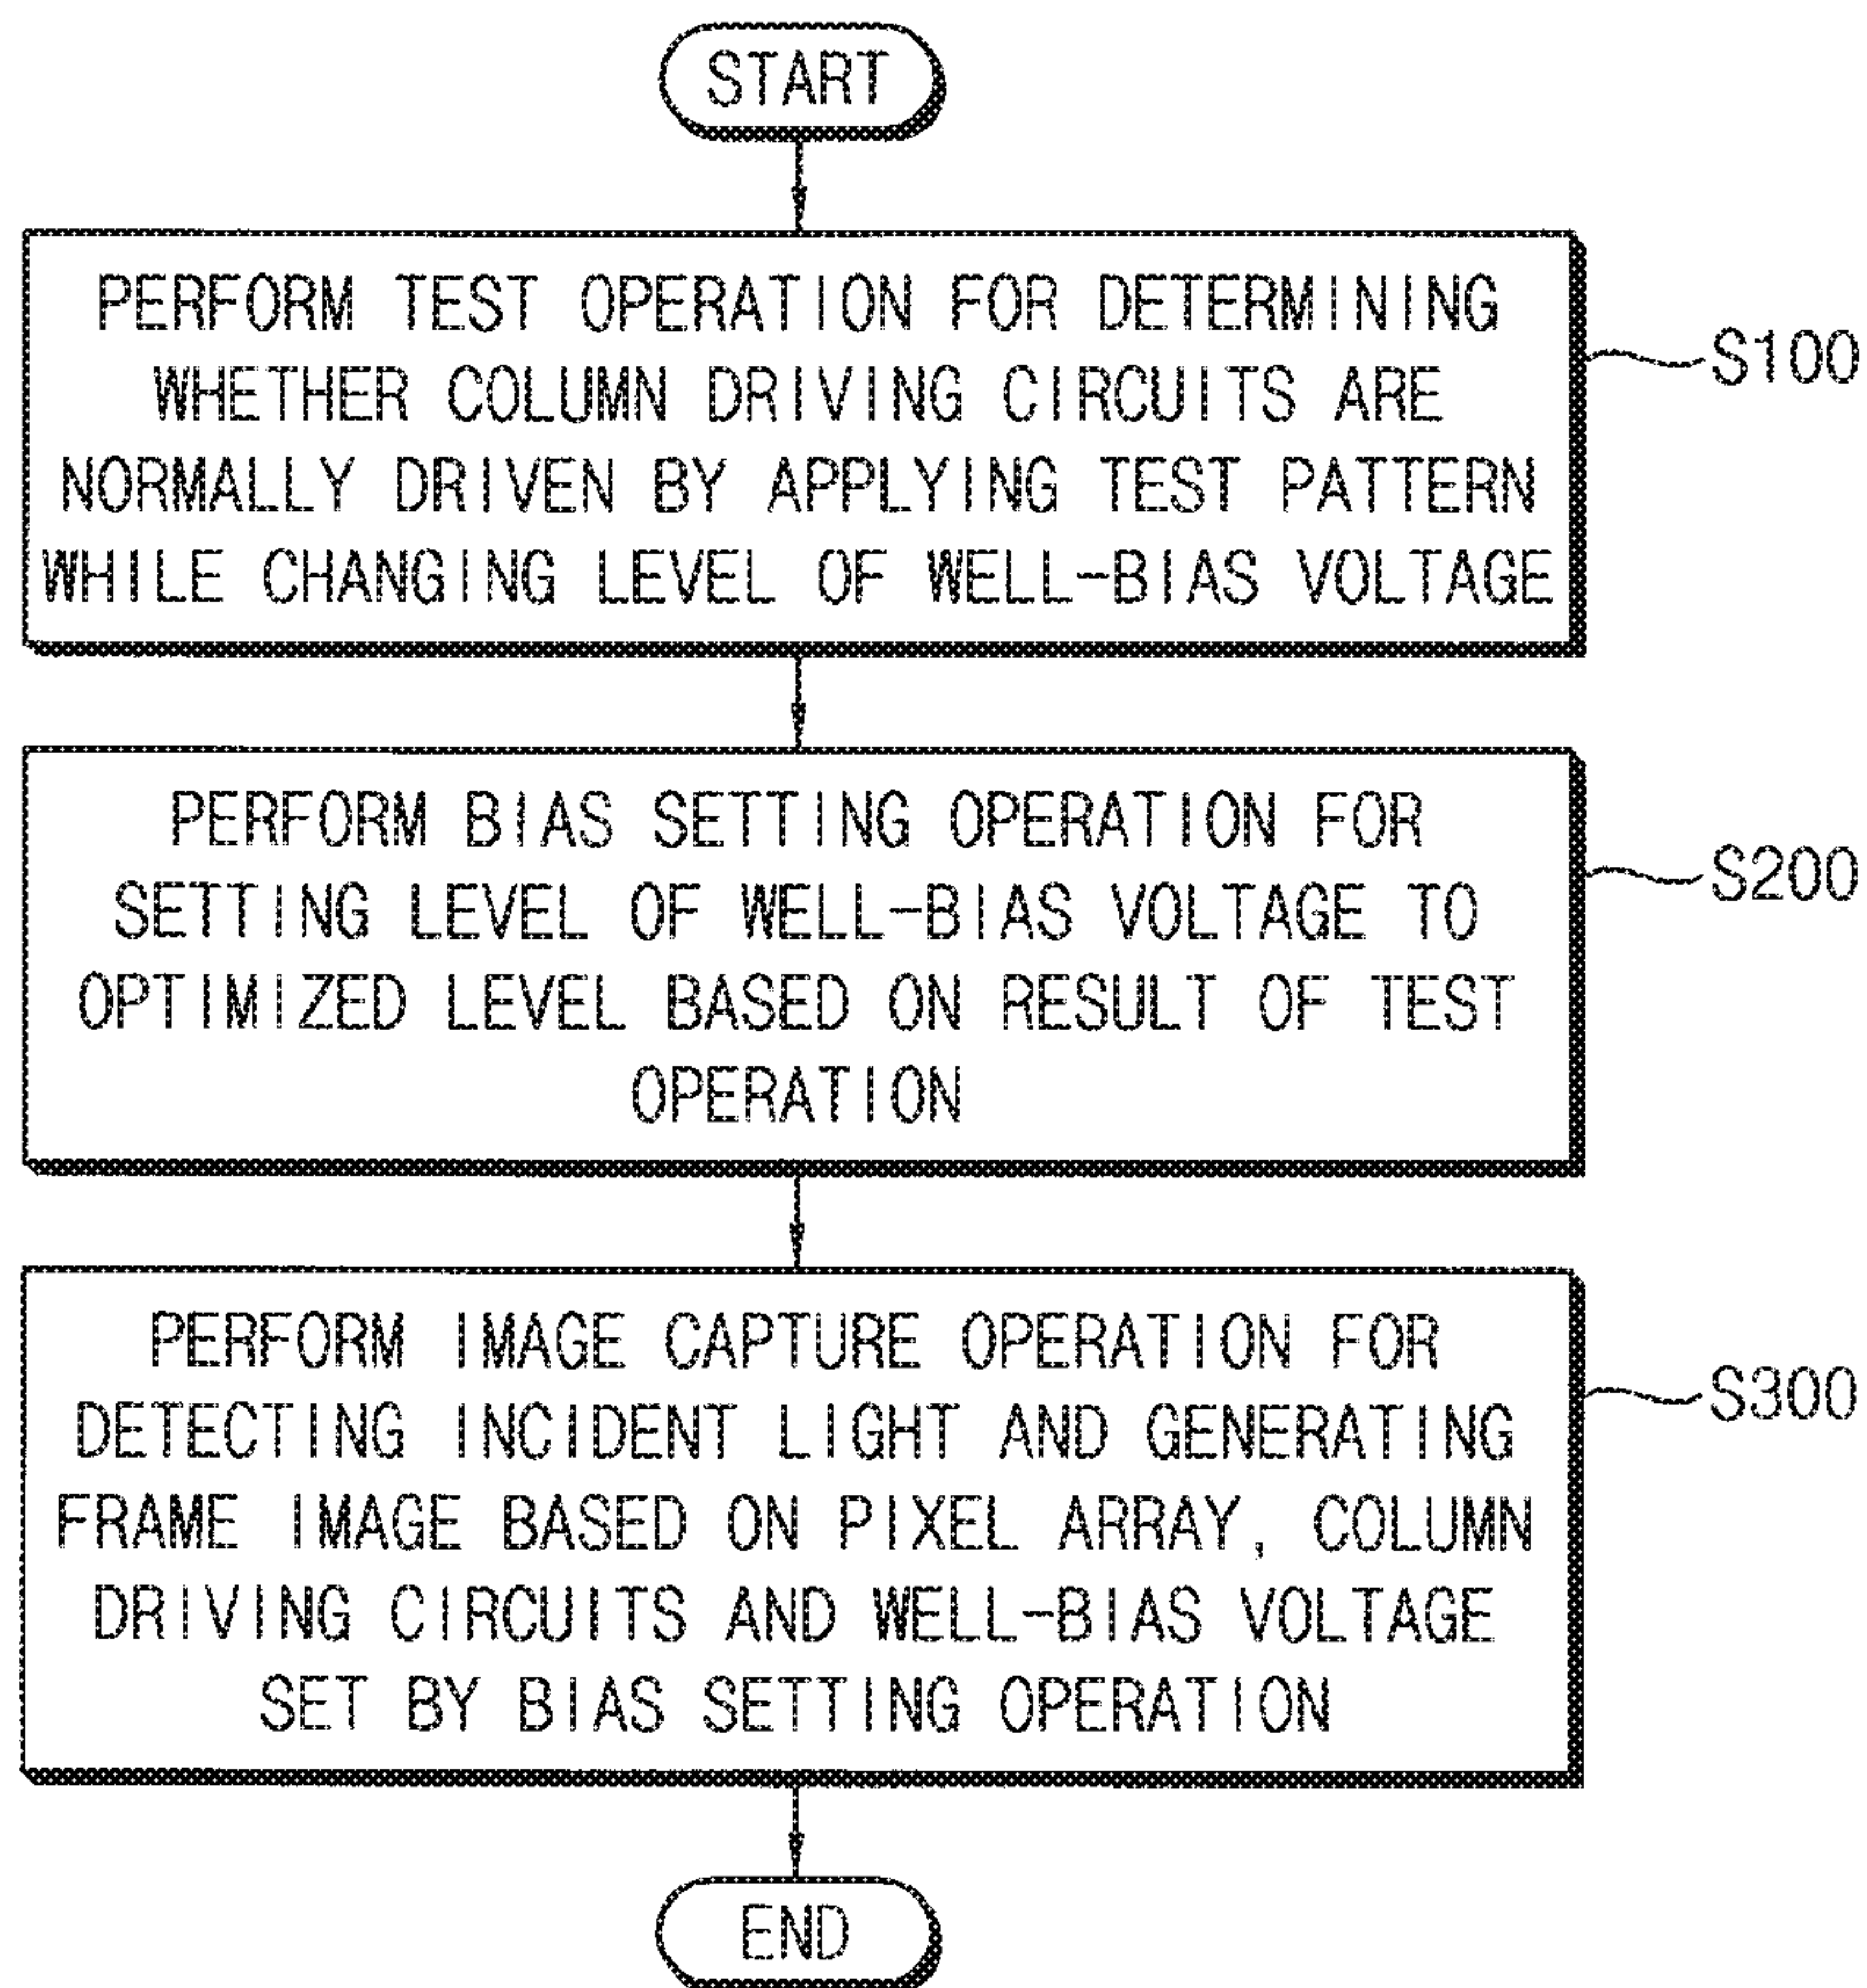 START
PERFORM TEST OPERATION FOR DETERMINING
WHETHER COLUMN DRIVING CIRCUITS ARE
NORMALLY DRIVEN BY APPLYING TEST PATTERN
WHILE CHANGING LEVEL OF WELL-BIAS VOLTAGE
S100
PERFORM BIAS SETTING OPERATION FOR
SETTING LEVEL OF WELL-BIAS VOLTAGE TO
OPTIMIZED LEVEL BASED ON RESULT OF TEST
OPERATION
S200
PERFORM IMAGE CAPTURE OPERATION FOR
DETECTING INCIDENT LIGHT AND GENERATING
FRAME IMAGE BASED ON PIXEL ARRAY, COLUMN
DRIVING CIRCUITS AND WELL-BIAS VOLTAGE
SET BY BIAS SETTING OPERATION
S300
END